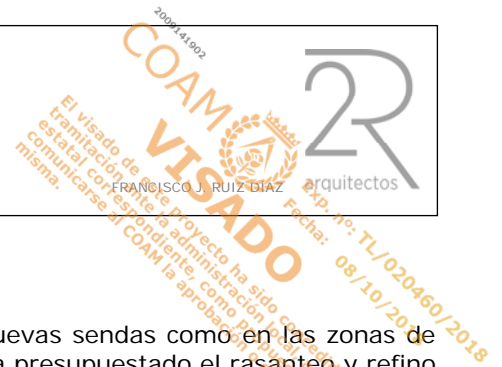 2009141902
COAM
VISADO
2R
arquitectos
FRANCISCO J. RUIZ DIAZ
Exp. nº: TL/020460/2018
Fecha: 08/10/2018
El visado de este proyecto ha sido
tramitación ante la administración
estatal correspondiente, como
comunicarse al COAM la aprobación
misma.
uevas sendas como en las zonas de
presupuestado el rasanteo y refino